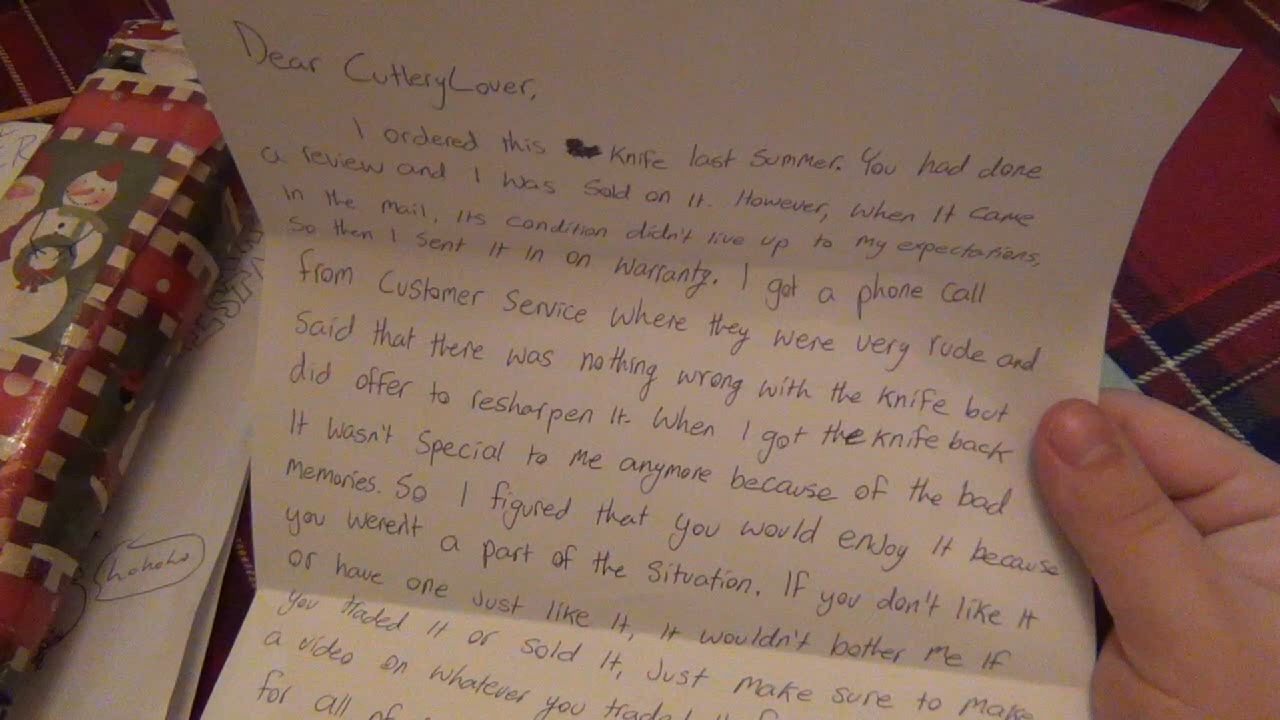 Dear CutleryLover,
I ordered this knife last summer. You had done
a review and I was sold on it. However, when it came
in the mail, its condition didn't live up to my expectations,
so then I sent it in on warranty. I got a phone call
from customer service where they were very rude and
said that there was nothing wrong with the knife but
did offer to resharpen it. When I got the knife back
it wasn't special to me anymore because of the bad
memories. So I figured that you would enjoy it because
you weren't a part of the situation. If you don't like it
or have one just like it, it wouldn't bother me if
you traded it or sold it, just make sure to make
a video on whatever you traded it
for all of
hohoho
ER